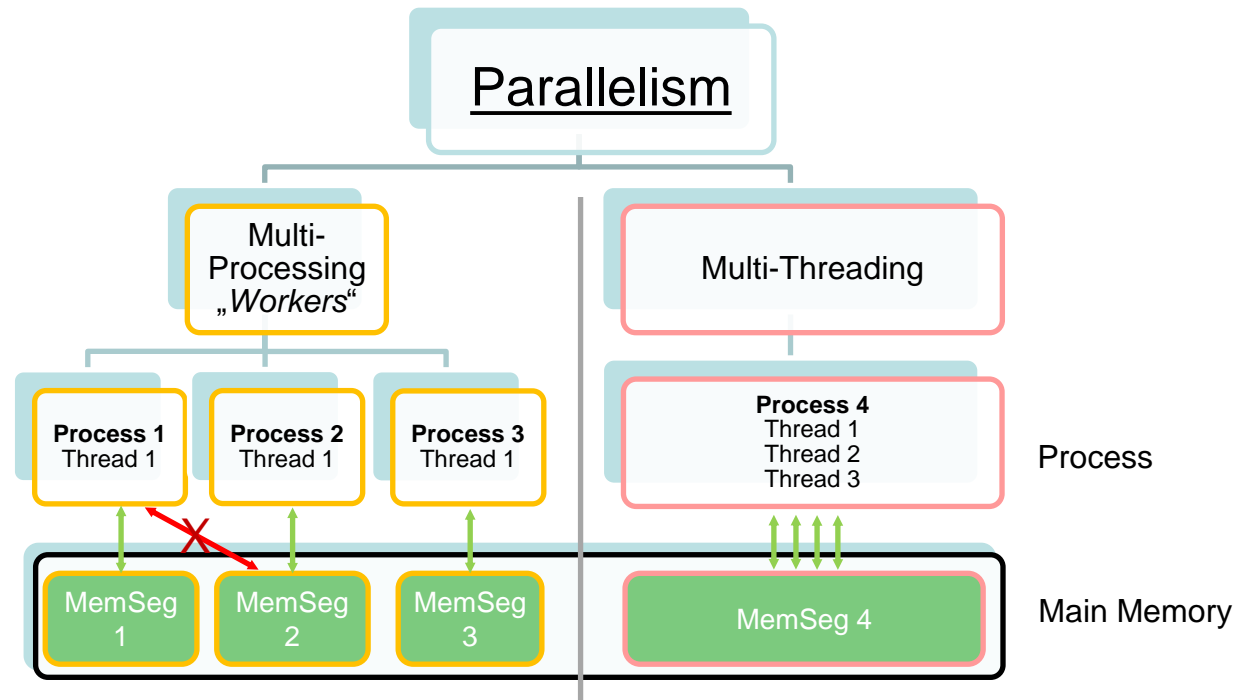 Parallelism
Multi-
Processing
„Workers“
Multi-Threading
Process 1
Thread 1
Process 2
Thread 1
Process 3
Thread 1
Process 4
Thread 1
Thread 2
Thread 3
Process
X
MemSeg
1
MemSeg
2
MemSeg
3
MemSeg 4
Main Memory